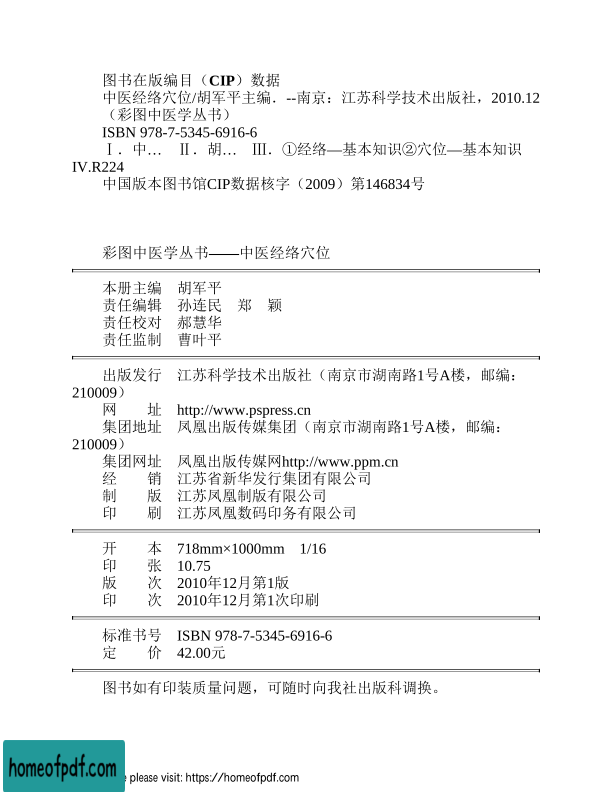 图书在版编目（CIP）数据
中医经络穴位/胡军平主编．--南京：江苏科学技术出版社，2010.12
（彩图中医学丛书）
ISBN 978-7-5345-6916-6
Ⅰ．中… Ⅱ．胡… Ⅲ．①经络—基本知识②穴位—基本知识
IV.R224
中国版本图书馆CIP数据核字（2009）第146834号
彩图中医学丛书——中医经络穴位
本册主编 胡军平
责任编辑 孙连民 郑 颖
责任校对 郝慧华
责任监制 曹叶平
出版发行 江苏科学技术出版社（南京市湖南路1号A楼，邮编：
210009）
网 址 http://www.pspress.cn
集团地址 凤凰出版传媒集团（南京市湖南路1号A楼，邮编：
210009）
集团网址 凤凰出版传媒网http://www.ppm.cn
经 销 江苏省新华发行集团有限公司
制 版 江苏凤凰制版有限公司
印 刷 江苏凤凰数码印务有限公司
开 本 718mm×1000mm 1/16
印 张 10.75
版 次 2010年12月第1版
印 次 2010年12月第1次印刷
标准书号 ISBN 978-7-5345-6916-6
定 价 42.00元
图书如有印装质量问题，可随时向我社出版科调换。
homeofpdf.com
please visit: https://homeofpdf.com